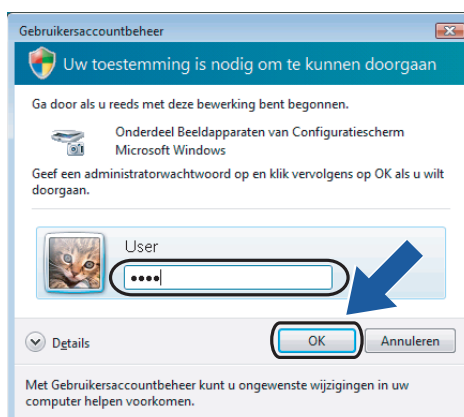 Gebruikersaccountbeheer
Uw toestemming is nodig om te kunnen doorgaan
Ga door als u reeds met deze bewerking bent begonnen.
Onderdeel Beeldapparaten van Configuratiescherm
Microsoft Windows
Geef een administratorwachtwoord op en klik vervolgens op OK als u wilt
doorgaan.
User
••••
Details
OK
Annuleren
Met Gebruikersaccountbeheer kunt u ongewenste wijzigingen in uw
computer helpen voorkomen.